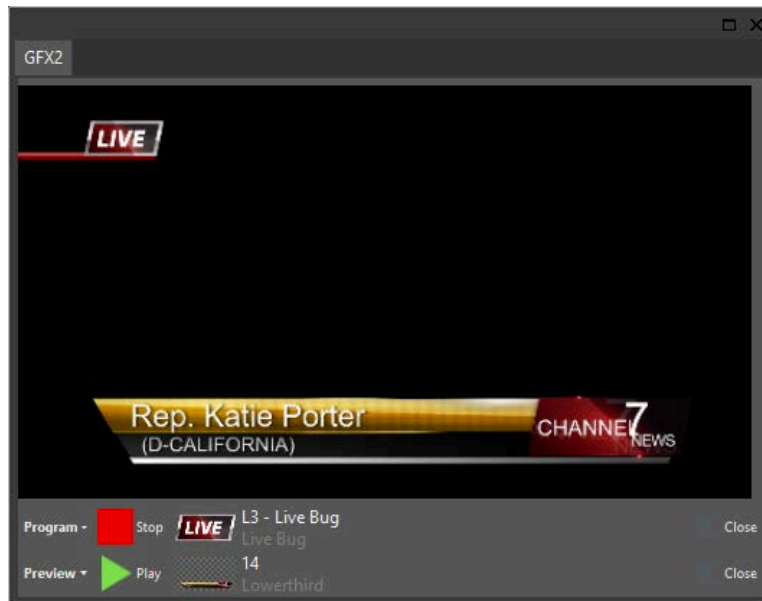 GFX2
LIVE
Rep. Katie Porter
(D-CALIFORNIA)
CHANNEL 7
NEWS
Program
Stop
LIVE
L3 - Live Bug
Live Bug
Close
Preview
Play
14
Lowerthird
Close